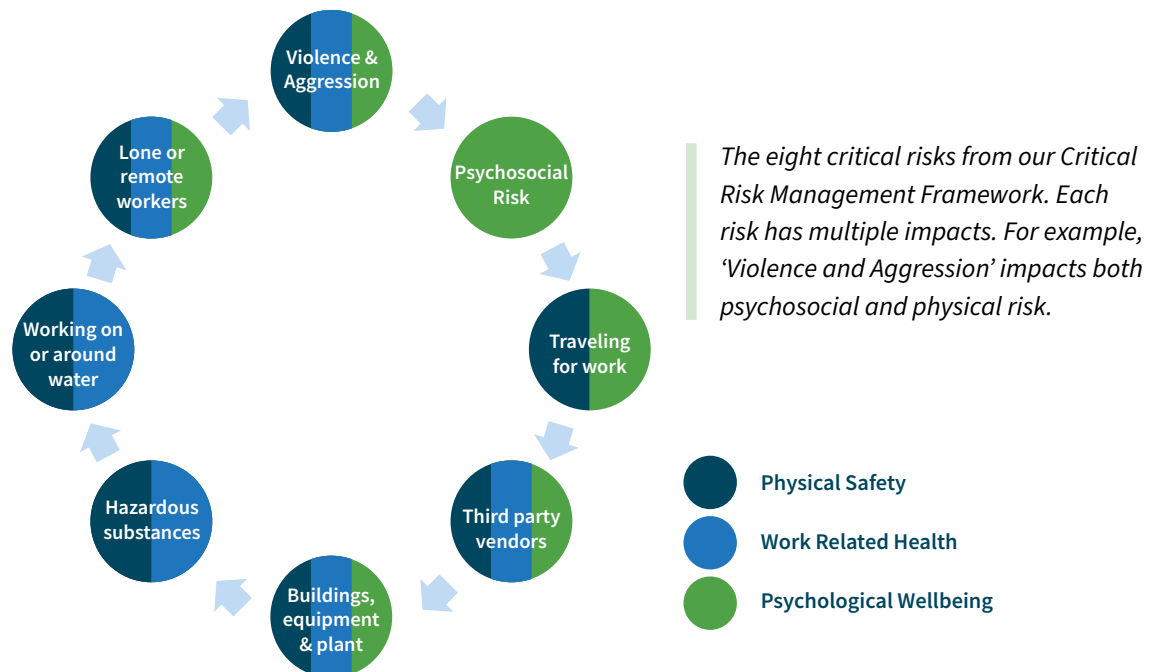 Violence &
Aggression
Psychosocial
Risk
Traveling
for work
Third party
vendors
Buildings,
equipment
& plant
Hazardous
substances
Working on
or around
water
Lone or
remote
workers
The eight critical risks from our Critical
Risk Management Framework. Each
risk has multiple impacts. For example,
‘Violence and Aggression’ impacts both
psychosocial and physical risk.
Physical Safety
Work Related Health
Psychological Wellbeing